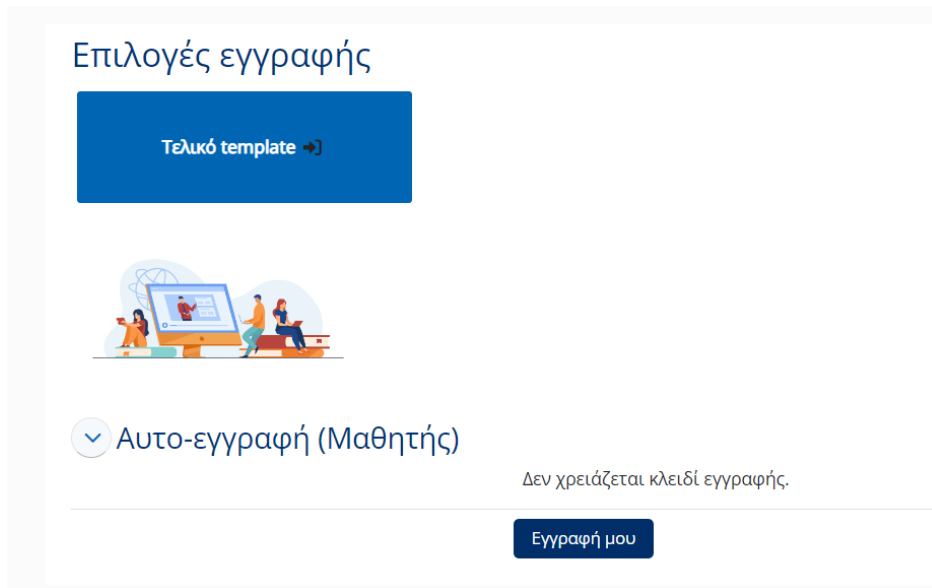 Επιλογές εγγραφής
Τελικό template
Αυτο-εγγραφή (Μαθητής)
Δεν χρειάζεται κλειδί εγγραφής.
Εγγραφή μου